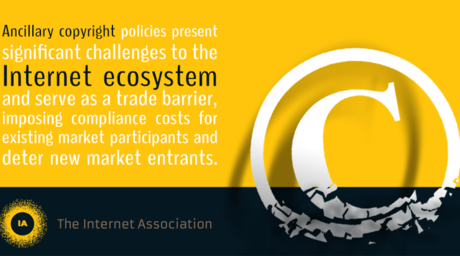 Ancillary copyright policies present
significant challenges to the
Internet ecosystem
and serve as a trade barrier,
imposing compliance costs for
existing market participants and
deter new market entrants.
C
IA
The Internet Association